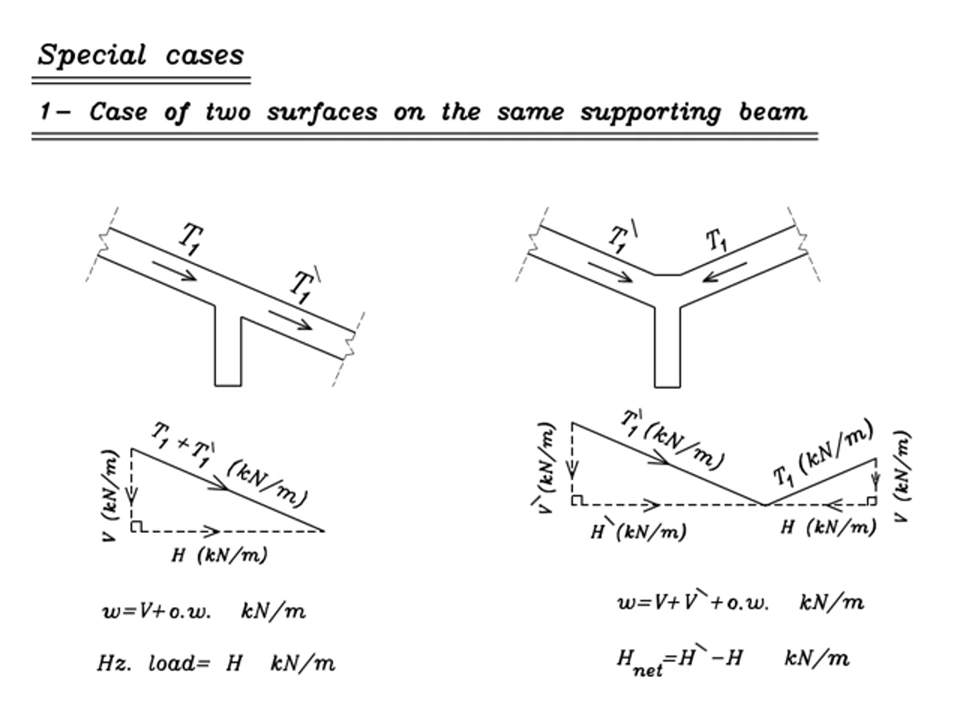 Special cases
1- Case of two surfaces on the same supporting beam
T1
T1`
T1`
T1
T1 + T1` (kN/m)
V (kN/m)
H (kN/m)
T1` (kN/m)
V` (kN/m)
H` (kN/m)
T1 (kN/m)
V (kN/m)
H (kN/m)
w=V+o.w. kN/m
Hz. load= H kN/m
w=V+V`+o.w. kN/m
Hnet=H`-H kN/m